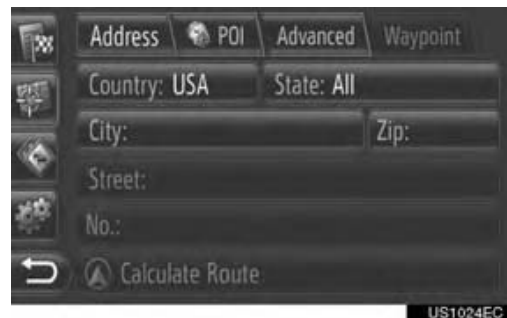 Address POI Advanced Waypoint
Country: USA State: All
City: Zip:
Street:
No.:
Calculate Route
US1024EC